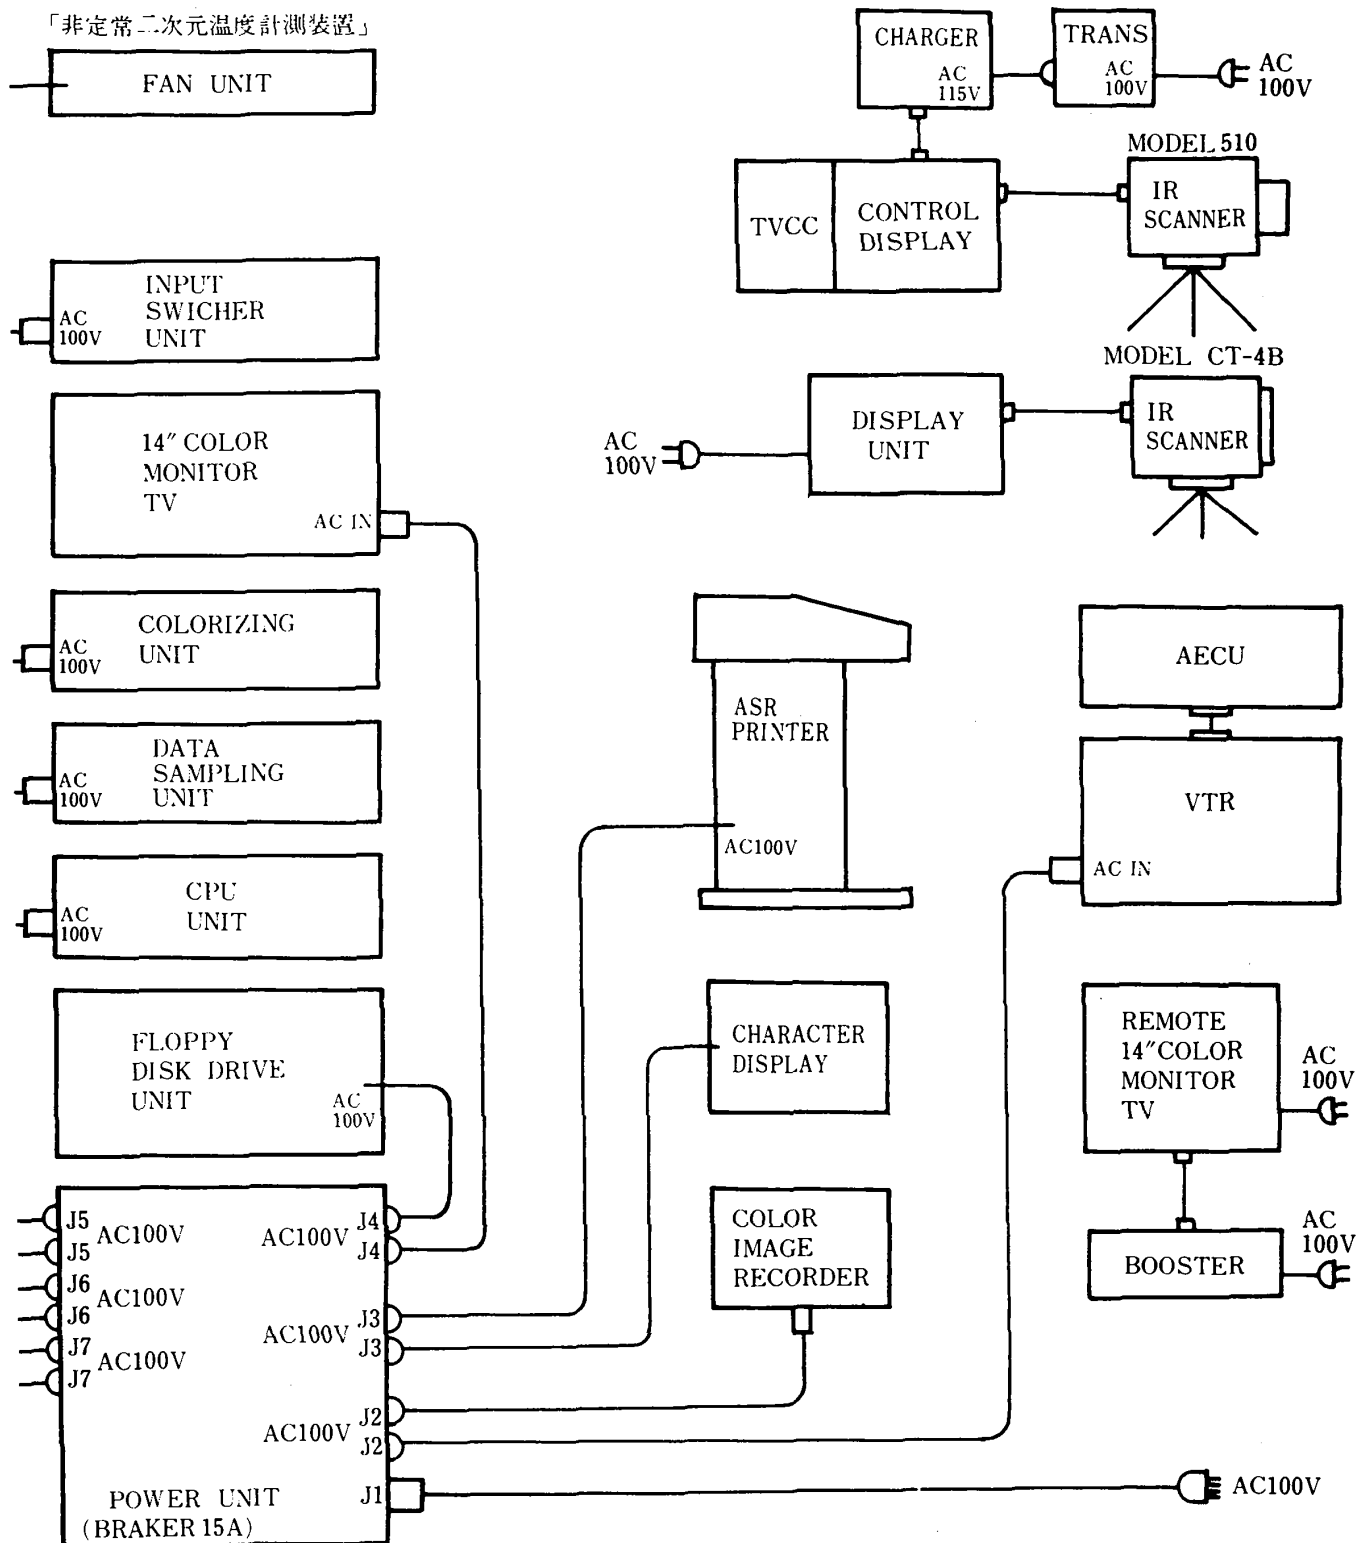 「非定常二次元温度計測装置」
FAN UNIT
CHARGER
AC
115V
TRANS
AC
100V
AC
100V
MODEL 510
TVCC
CONTROL
DISPLAY
IR
SCANNER
INPUT
SWICHER
UNIT
AC
100V
MODEL CT-4B
14″ COLOR
MONITOR
TV
AC IN
AC
100V
DISPLAY
UNIT
IR
SCANNER
COLORIZING
UNIT
AC
100V
ASR
PRINTER
AC100V
AECU
DATA
SAMPLING
UNIT
AC
100V
VTR
AC IN
CPU
UNIT
AC
100V
FLOPPY
DISK DRIVE
UNIT
AC
100V
CHARACTER
DISPLAY
REMOTE
14″COLOR
MONITOR
TV
AC
100V
J5
AC100V
J5
J6
AC100V
J6
J7
AC100V
J7
J4
AC100V
J4
J3
AC100V
J3
J2
AC100V
J2
COLOR
IMAGE
RECORDER
BOOSTER
AC
100V
POWER UNIT
(BRAKER 15A)
J1
AC100V